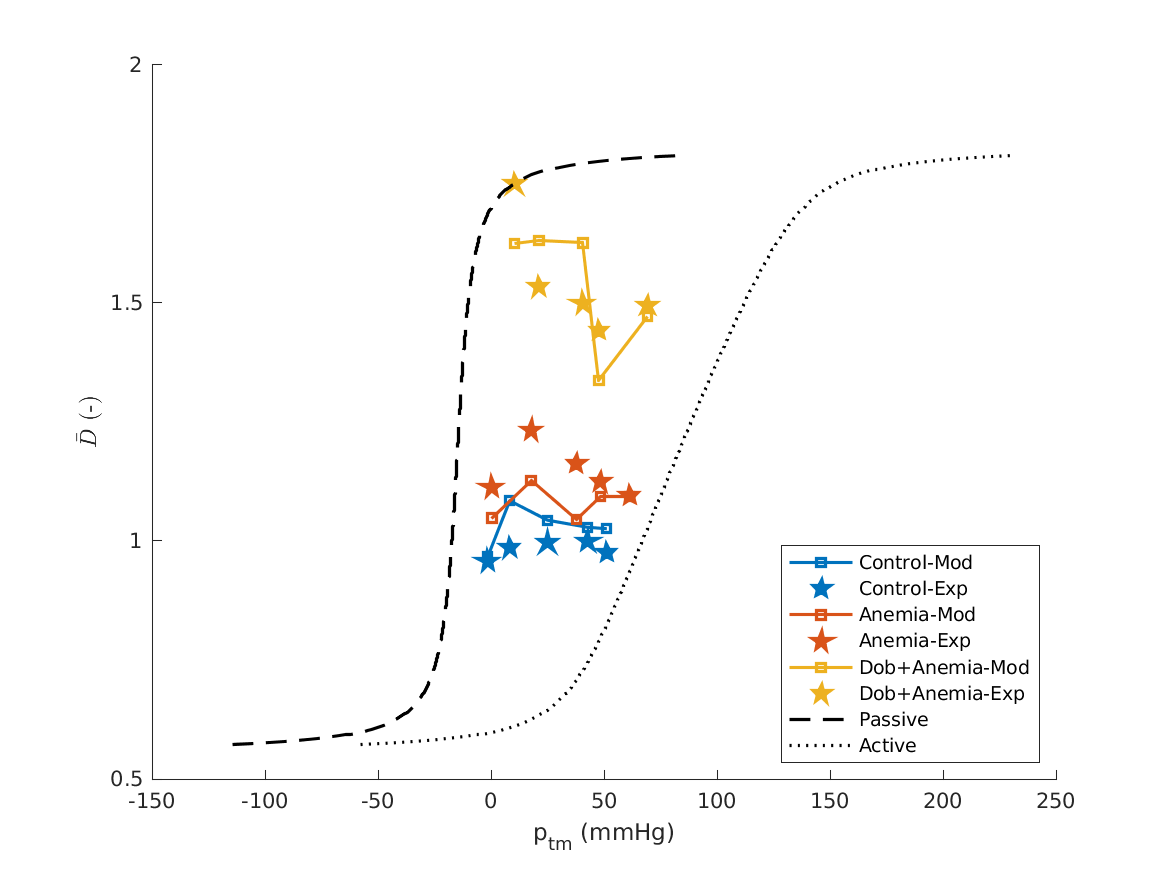 2
1.5
1
0.5
D̄ (-)
-150 -100 -50 0 50 100 150 200 250
p_tm (mmHg)
Control-Mod
Control-Exp
Anemia-Mod
Anemia-Exp
Dob+Anemia-Mod
Dob+Anemia-Exp
Passive
Active